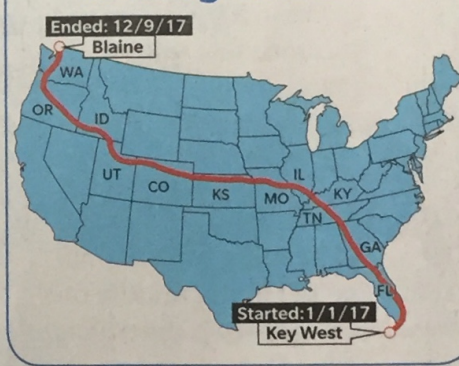 Ended: 12/9/17
Blaine
WA
OR
ID
UT
CO
KS
MO
IL
KY
TN
GA
FL
Started:1/1/17
Key West